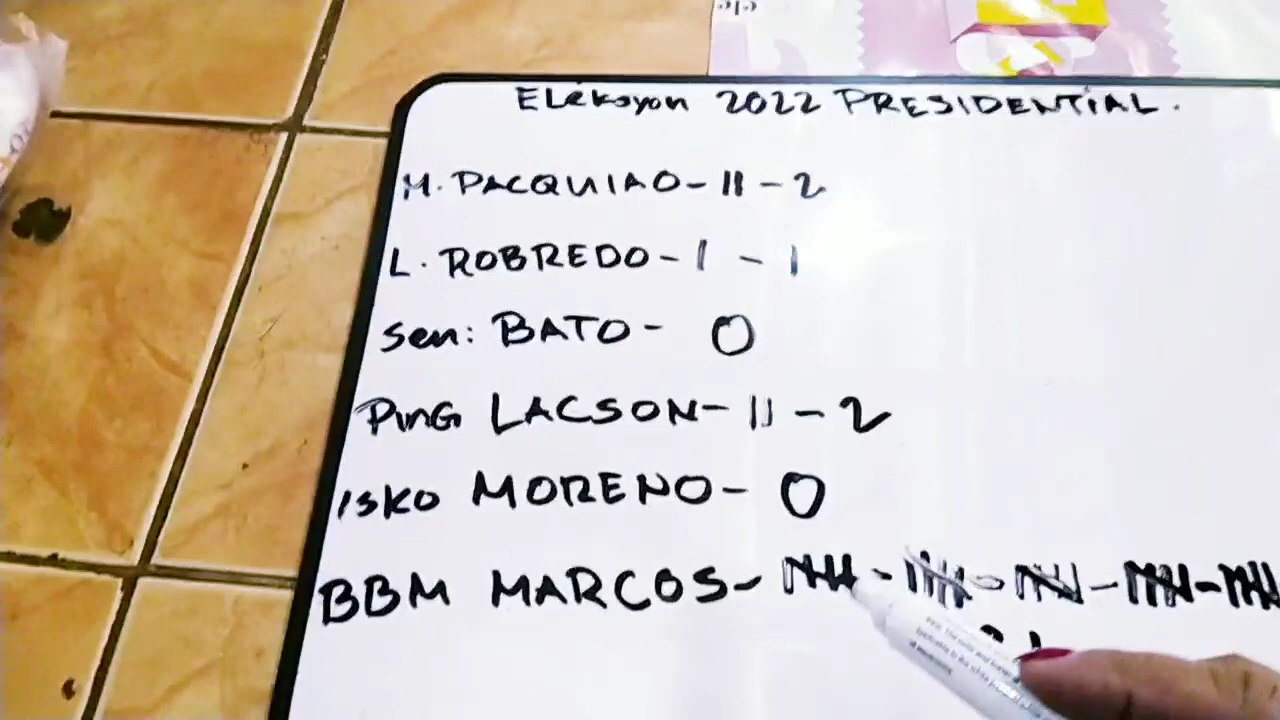 ELeksyon 2022 PRESIDENTIAL.
M. PACQUIAO - II - 2
L. ROBREDO - I - 1
Sen: BATO - 0
PinG LACSON - II - 2
ISKO MORENO - 0
BBM MARCOS -